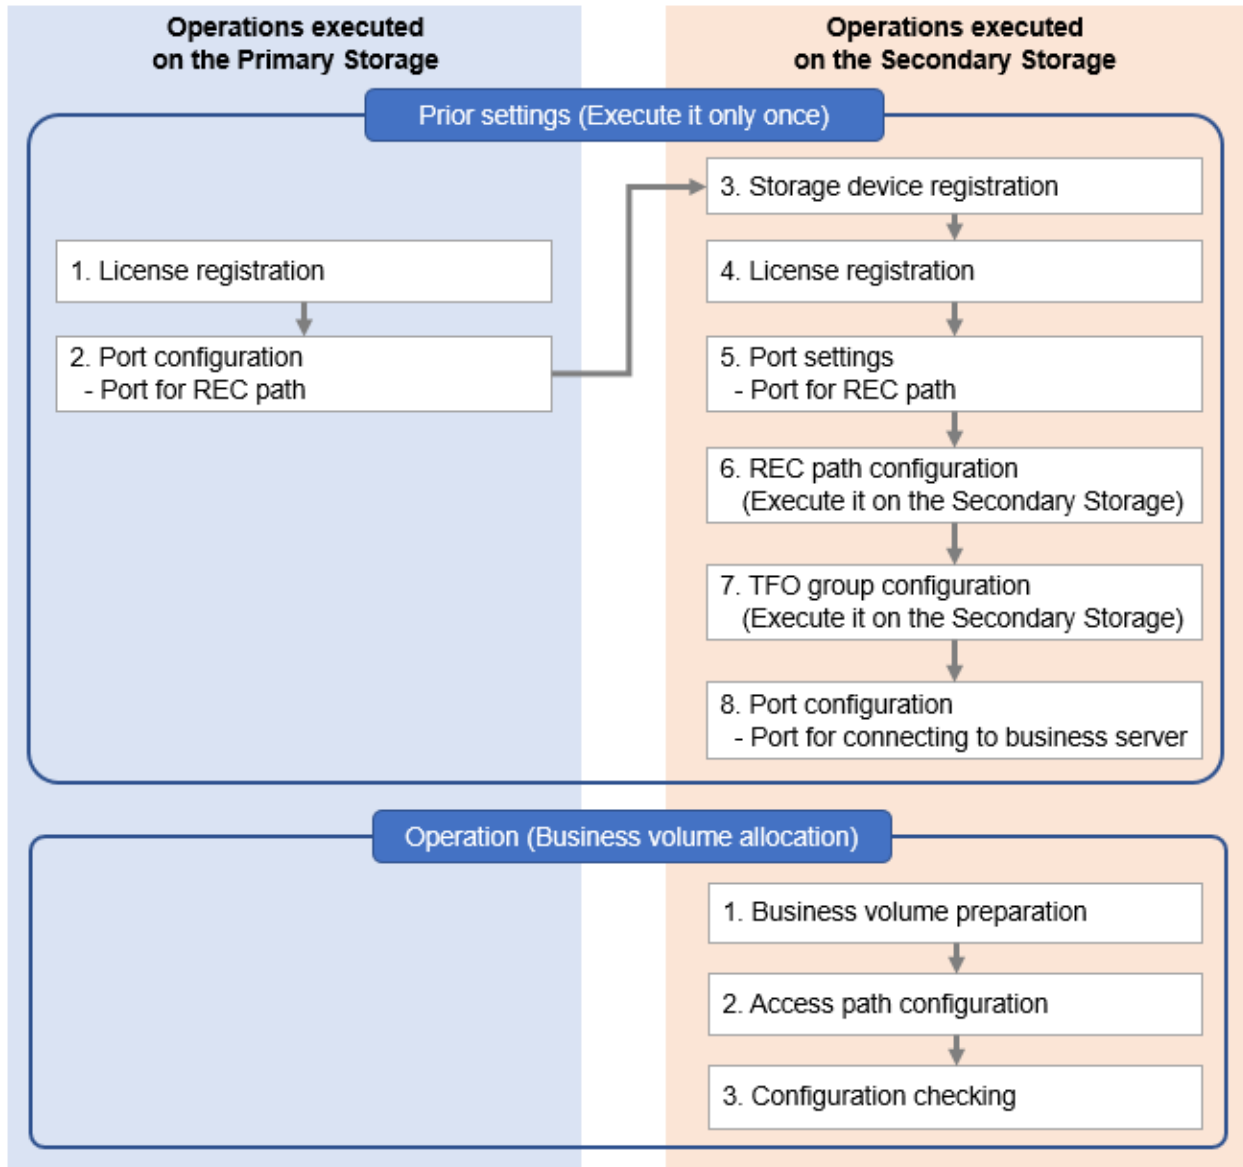 Operations executed
on the Primary Storage
Operations executed
on the Secondary Storage
Prior settings (Execute it only once)
1. License registration
2. Port configuration
- Port for REC path
3. Storage device registration
4. License registration
5. Port settings
- Port for REC path
6. REC path configuration
(Execute it on the Secondary Storage)
7. TFO group configuration
(Execute it on the Secondary Storage)
8. Port configuration
- Port for connecting to business server
Operation (Business volume allocation)
1. Business volume preparation
2. Access path configuration
3. Configuration checking